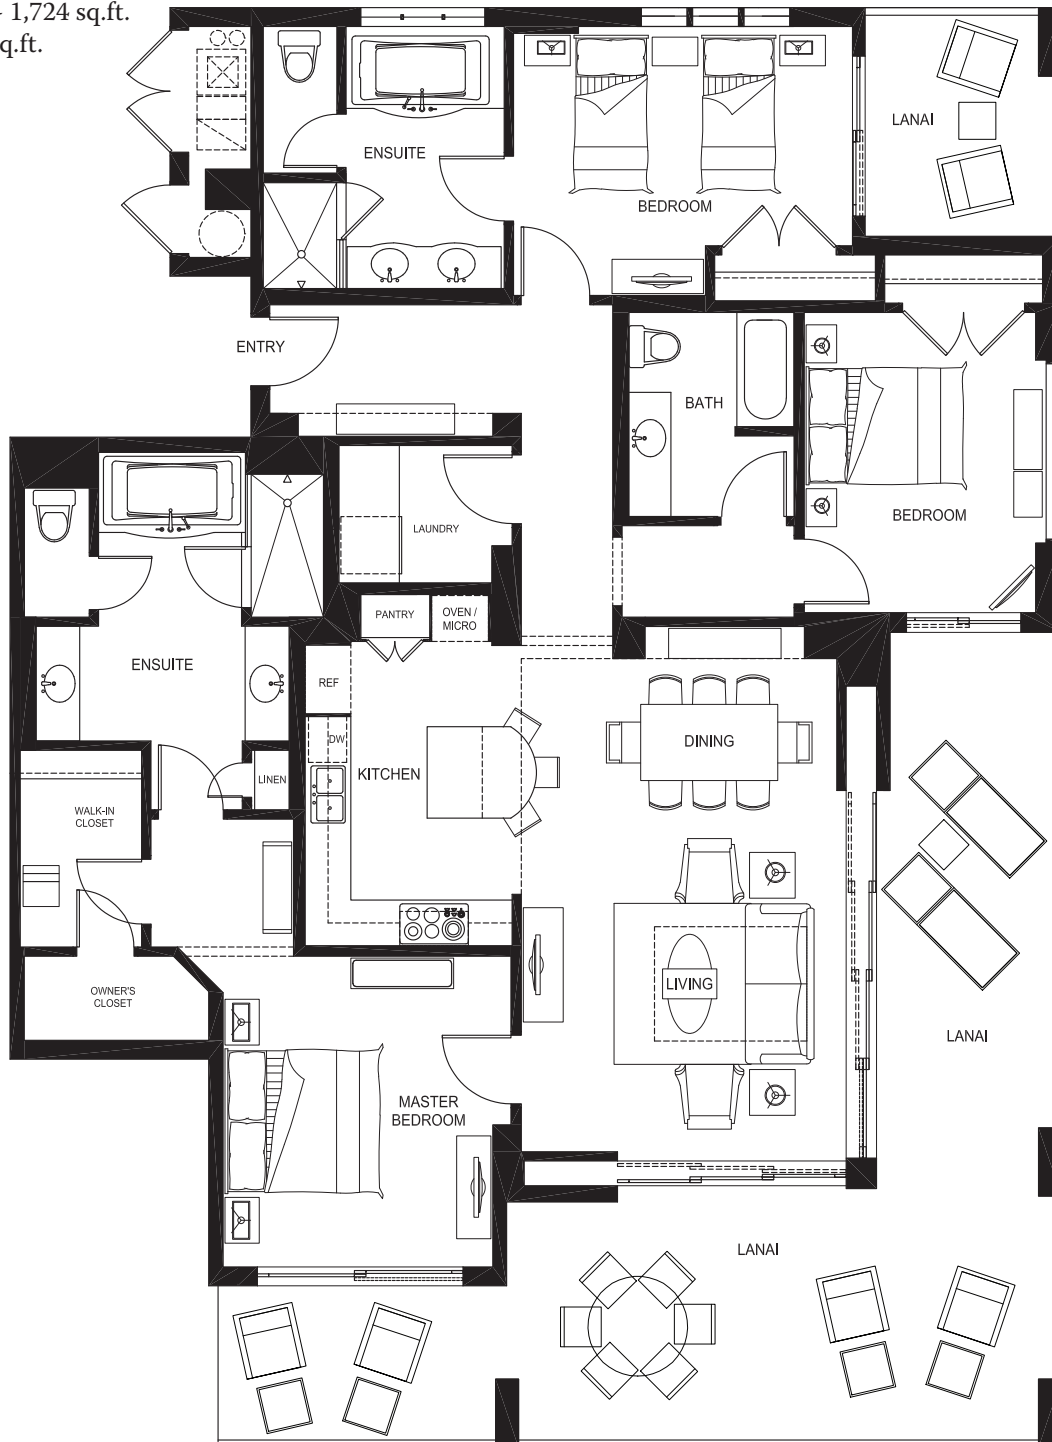 1,724 sq.ft.
sq.ft.
LANAI
ENSUITE
BEDROOM
ENTRY
BATH
BEDROOM
LAUNDRY
PANTRY
OVEN /
MICRO
ENSUITE
REF
DW
KITCHEN
DINING
LINEN
WALK-IN
CLOSET
LIVING
OWNER'S
CLOSET
LANAI
MASTER
BEDROOM
LANAI